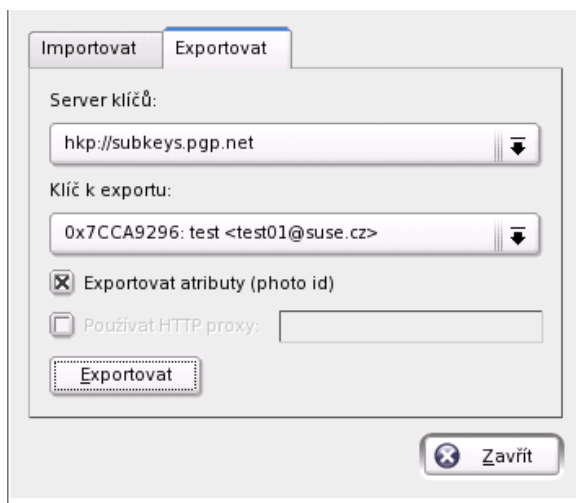 Importovat Exportovat
Server klíčů:
hkp://subkeys.pgp.net
Klíč k exportu:
0x7CCA9296: test <test01@suse.cz>
Exportovat atributy (photo id)
Používat HTTP proxy:
Exportovat
Zavřít